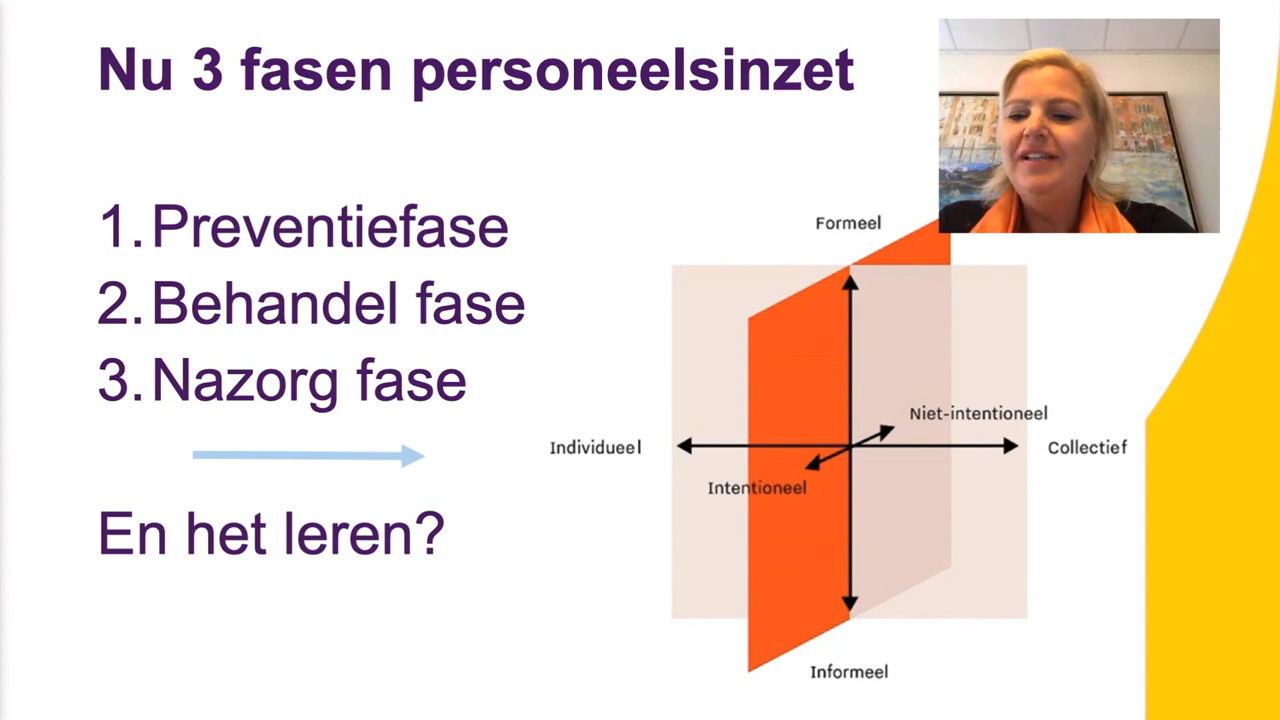 Nu 3 fasen personeelsinzet
1. Preventiefase
2. Behandel fase
3. Nazorg fase
En het leren?
Formeel
Niet-intentioneel
Individueel
Collectief
Intentioneel
Informeel